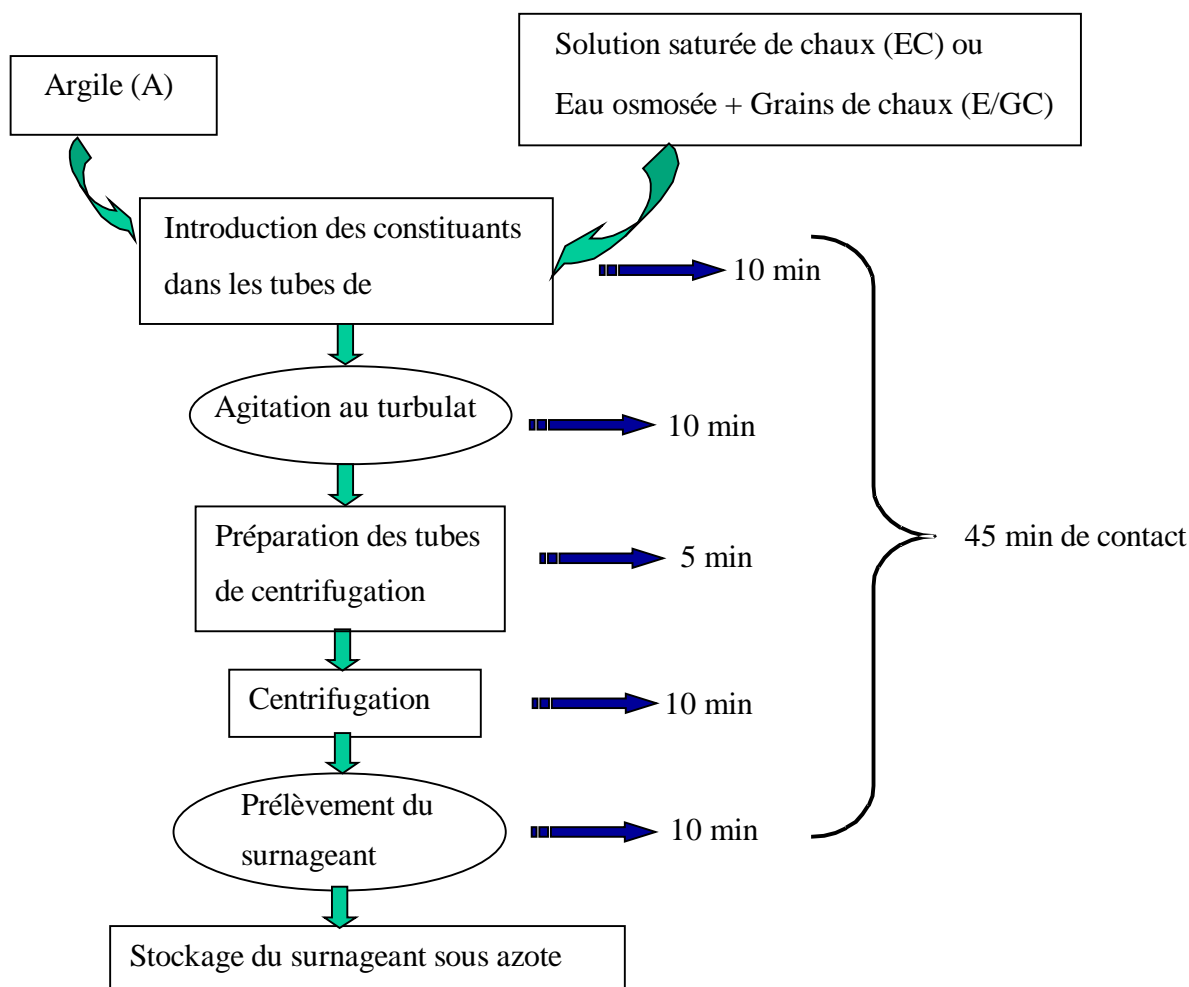 Argile (A)
Solution saturée de chaux (EC) ou
Eau osmosée + Grains de chaux (E/GC)
Introduction des constituants
dans les tubes de
10 min
Agitation au turbulat
10 min
Préparation des tubes
de centrifugation
5 min
45 min de contact
Centrifugation
10 min
Prélèvement du
surnageant
10 min
Stockage du surnageant sous azote